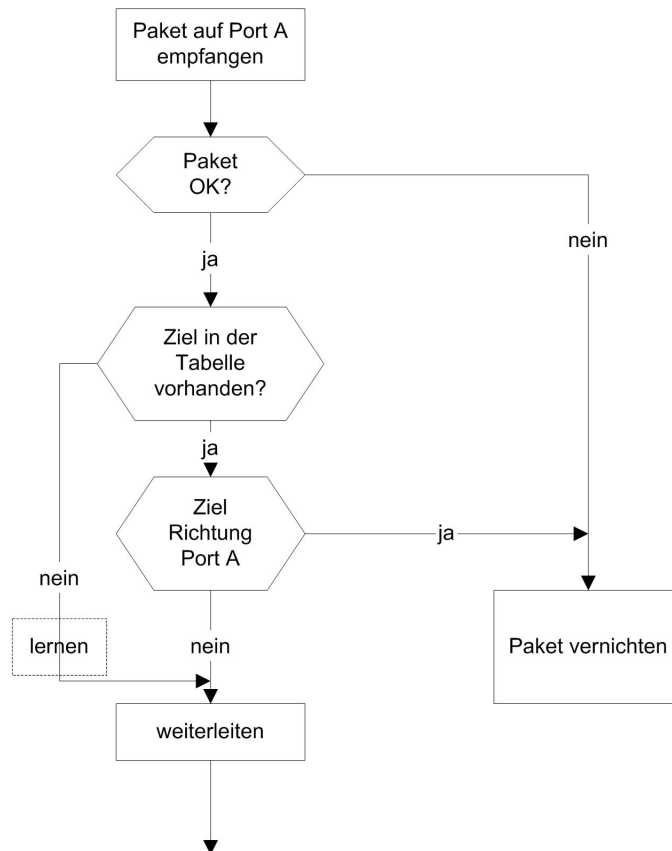 Paket auf Port A
empfangen
Paket
OK?
nein
ja
Ziel in der
Tabelle
vorhanden?
ja
Ziel
Richtung
Port A
ja
nein
lernen
nein
Paket vernichten
weiterleiten